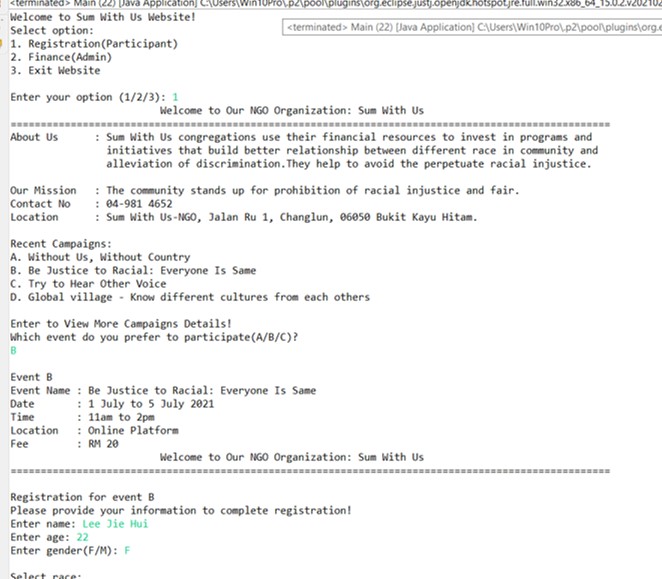 <terminated> Main (22) [Java Application] C:\Users\Win10Pro\.p2\pool\plugins\org.eclipse.justj.openjdk.hotspot.jre.full.win32.x86_64_15.0.2.v202102
Welcome to Sum With Us Website!
<terminated> Main (22) [Java Application] C:\Users\Win10Pro\.p2\pool\plugins\org.e
Select option:
1. Registration(Participant)
2. Finance(Admin)
3. Exit Website
Enter your option (1/2/3): 1
Welcome to Our NGO Organization: Sum With Us
================================================================================
About Us : Sum With Us congregations use their financial resources to invest in programs and
initiatives that build better relationship between different race in community and
alleviation of discrimination.They help to avoid the perpetuate racial injustice.
Our Mission : The community stands up for prohibition of racial injustice and fair.
Contact No : 04-981 4652
Location : Sum With Us-NGO, Jalan Ru 1, Changlun, 06050 Bukit Kayu Hitam.
Recent Campaigns:
A. Without Us, Without Country
B. Be Justice to Racial: Everyone Is Same
C. Try to Hear Other Voice
D. Global village - Know different cultures from each others
Enter to View More Campaigns Details!
Which event do you prefer to participate(A/B/C)?
B
Event B
Event Name : Be Justice to Racial: Everyone Is Same
Date : 1 July to 5 July 2021
Time : 11am to 2pm
Location : Online Platform
Fee : RM 20
Welcome to Our NGO Organization: Sum With Us
================================================================================
Registration for event B
Please provide your information to complete registration!
Enter name: Lee Jie Hui
Enter age: 22
Enter gender(F/M): F
Select race: